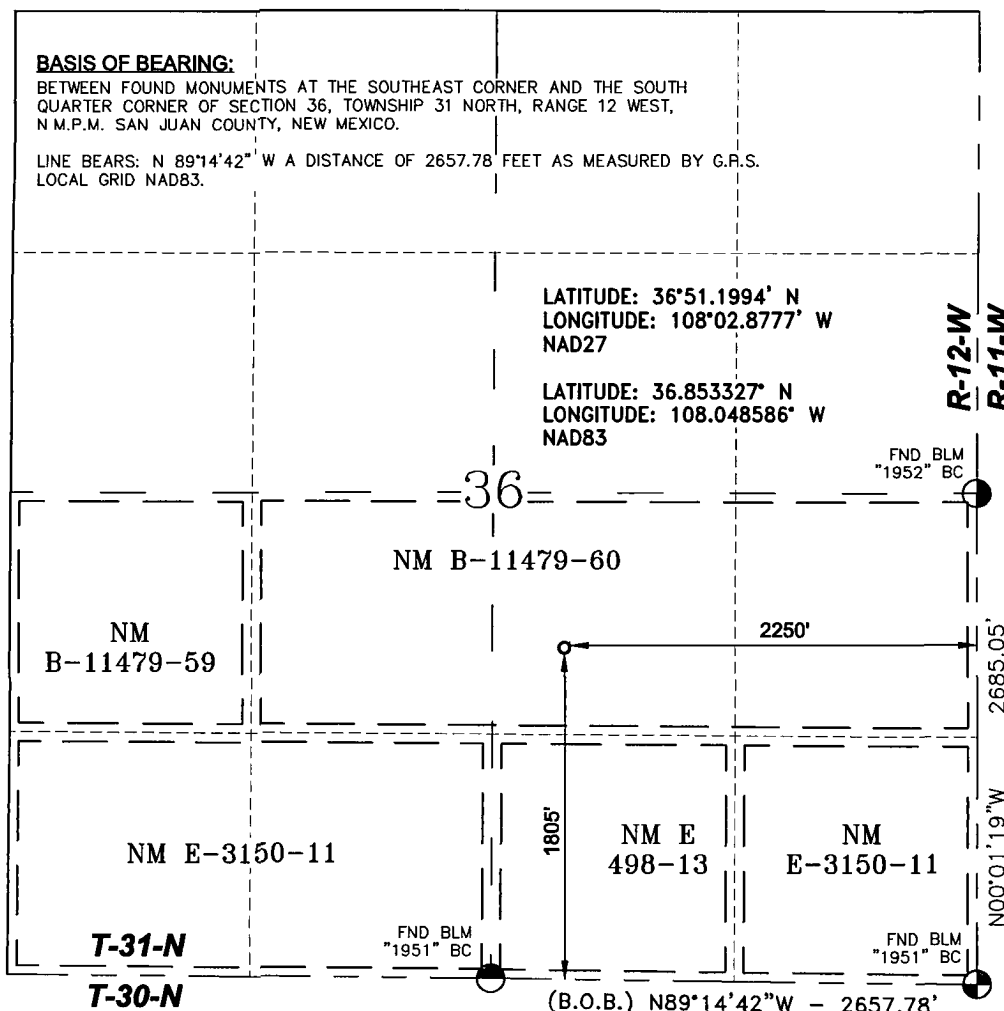 BASIS OF BEARING:
BETWEEN FOUND MONUMENTS AT THE SOUTHEAST CORNER AND THE SOUTH
QUARTER CORNER OF SECTION 36, TOWNSHIP 31 NORTH, RANGE 12 WEST,
N M.P.M. SAN JUAN COUNTY, NEW MEXICO.
LINE BEARS: N 89°14'42" W A DISTANCE OF 2657.78 FEET AS MEASURED BY G.P.S.
LOCAL GRID NAD83.
LATITUDE: 36°51.1994' N
LONGITUDE: 108°02.8777' W
NAD27
LATITUDE: 36.853327° N
LONGITUDE: 108.048586° W
NAD83
R-12-W
R-11-W
FND BLM
"1952" BC
36
NM B-11479-60
NM
B-11479-59
2250'
2685.05'
1805'
NM E-3150-11
NM E
498-13
NM
E-3150-11
N00°01'19"W
T-31-N
T-30-N
FND BLM
"1951" BC
FND BLM
"1951" BC
(B.O.B.) N89°14'42"W - 2657.78'